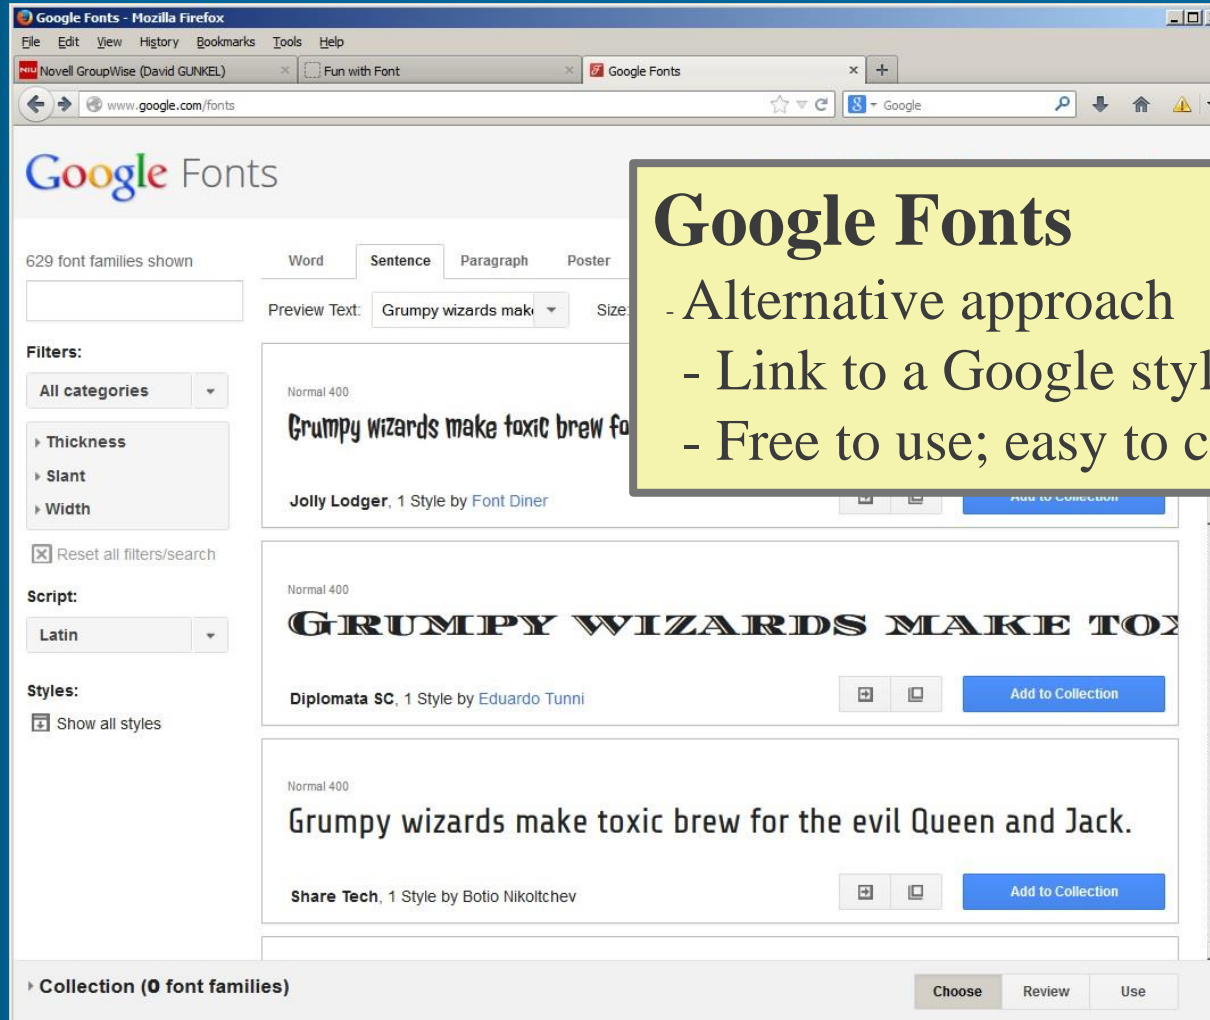 Google Fonts - Mozilla Firefox
File Edit View History Bookmarks Tools Help
NIU Novell GroupWise (David GUNKEL) Fun with Font Google Fonts
www.google.com/fonts Google
Google Fonts
Google Fonts
- Alternative approach
- Link to a Google
- Free to use; easy to
629 font families shown
Word Sentence Paragraph Poster
Preview Text: Grumpy wizards Size:
Filters:
All categories
Thickness
Slant
Width
Reset all filters/search
Script:
Latin
Styles:
Show all styles
Normal 400
Grumpy wizards make toxic brew
Jolly Lodger, 1 Style by Font Diner
Add to Collection
Normal 400
Grumpy wizards make
Diplomata SC, 1 Style by Eduardo Tunni
Add to Collection
Normal 400
Grumpy wizards make toxic brew for the evil Queen and Jack.
Share Tech, 1 Style by Botio Nikoltchev
Add to Collection
Collection (0 font families)
Choose Review Use